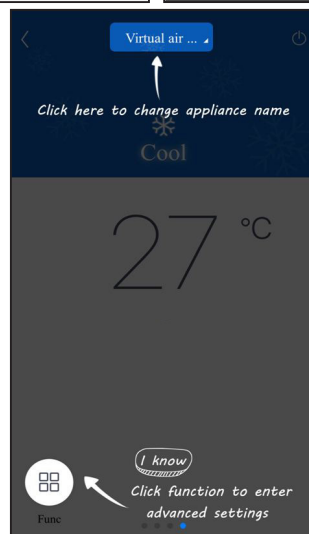 Virtual air ...
Click here to change appliance name
Cool
27 °C
I know
Click function to enter
advanced settings
Func